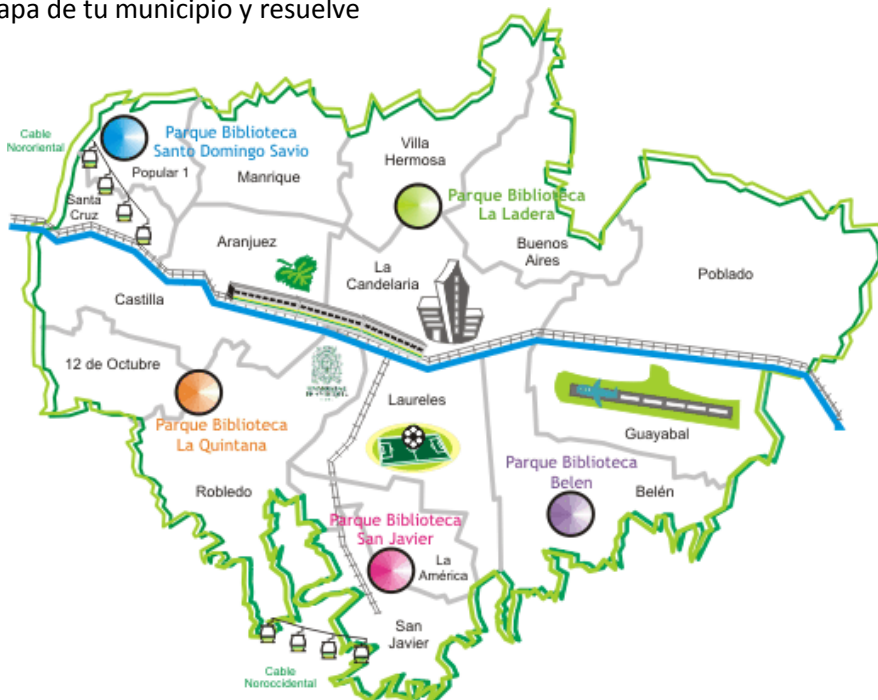 apa de tu municipio y resuelve
Cable
Nororiental
Parque Biblioteca
Santo Domingo Savio
Popular 1
Manrique
Santa
Cruz
Villa
Hermosa
Parque Biblioteca
La Ladera
Aranjuez
Buenos
Aires
La
Candelaria
Poblado
Castilla
12 de Octubre
Laureles
Parque Biblioteca
La Quintana
Guayabal
Parque Biblioteca
Belen
Robledo
Belén
Parque Biblioteca
San Javier
La
América
San
Javier
Cable
Noroccidental